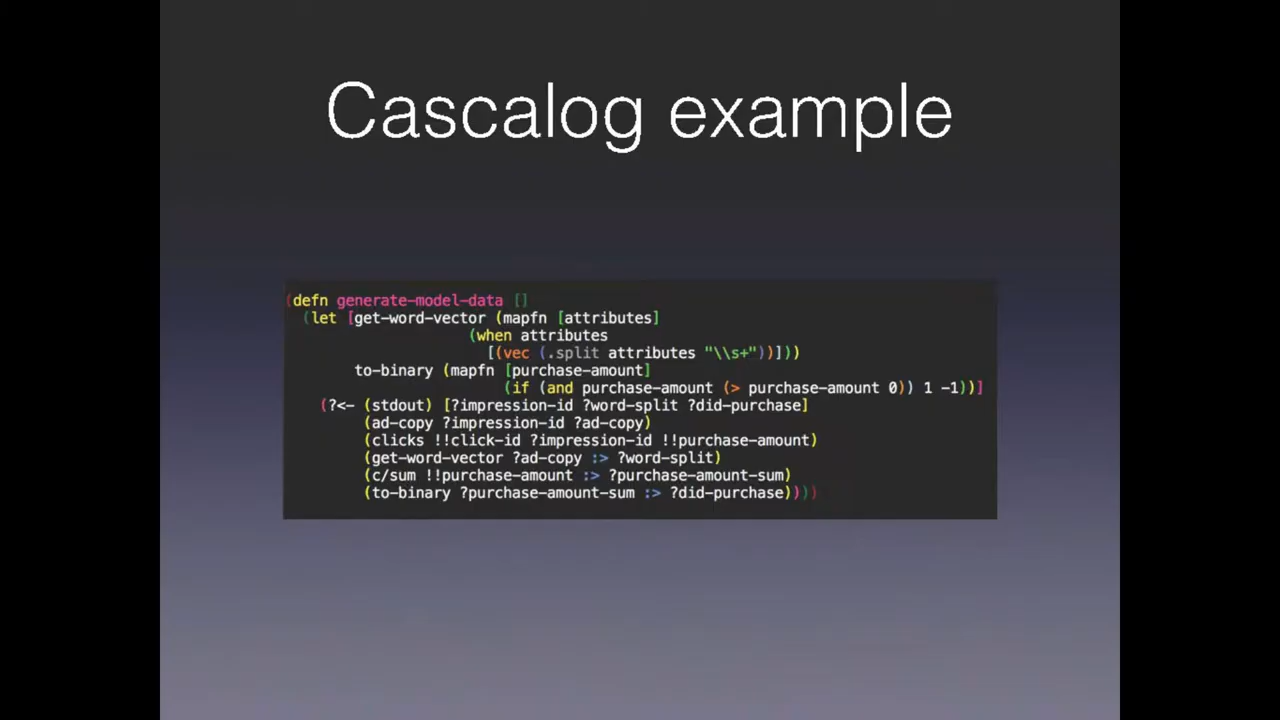 Cascalog example
(defn generate-model-data []
  (let [get-word-vector (mapfn [attributes]
                     (when attributes
                       [(vec (.split attributes "\\s+"))]))
        to-binary (mapfn [purchase-amount]
                         (if (and purchase-amount (> purchase-amount 0)) 1 -1))]
    (?<- (stdout) [?impression-id ?word-split ?did-purchase]
         (ad-copy ?impression-id ?ad-copy)
         (clicks !!click-id ?impression-id !!purchase-amount)
         (get-word-vector ?ad-copy :> ?word-split)
         (c/sum !!purchase-amount :> ?purchase-amount-sum)
         (to-binary ?purchase-amount-sum :> ?did-purchase))))